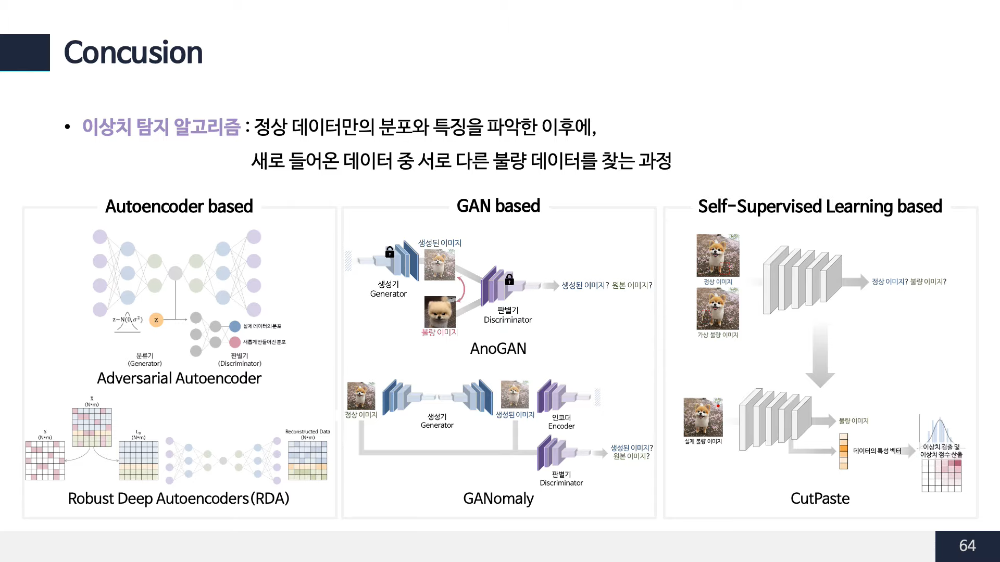 Concusion
• 이상치 탐지 알고리즘 : 정상 데이터만의 분포와 특징을 파악한 이후에,
새로 들어온 데이터 중 서로 다른 불량 데이터를 찾는 과정
Autoencoder based
z~N(0, σ²)
z
실제 데이터의 분포
새롭게 만들어진 분포
분류기
(Generator)
판별기
(Discriminator)
Adversarial Autoencoder
X̄
(N*m)
S
(N*m)
L_D
(N*m)
Reconstructed Data
(N*m)
Robust Deep Autoencoders(RDA)
GAN based
생성된 이미지
생성기
Generator
불량 이미지
판별기
Discriminator
생성된 이미지? 원본 이미지?
AnoGAN
정상 이미지
생성기
Generator
생성된 이미지
인코더
Encoder
생성된 이미지?
원본 이미지?
판별기
Discriminator
GANomaly
Self-Supervised Learning based
정상 이미지
가상 불량 이미지
정상 이미지? 불량 이미지?
실제 불량 이미지
불량 이미지
데이터의 특성 벡터
이상치 검출 및
이상치 점수 산출
CutPaste
64